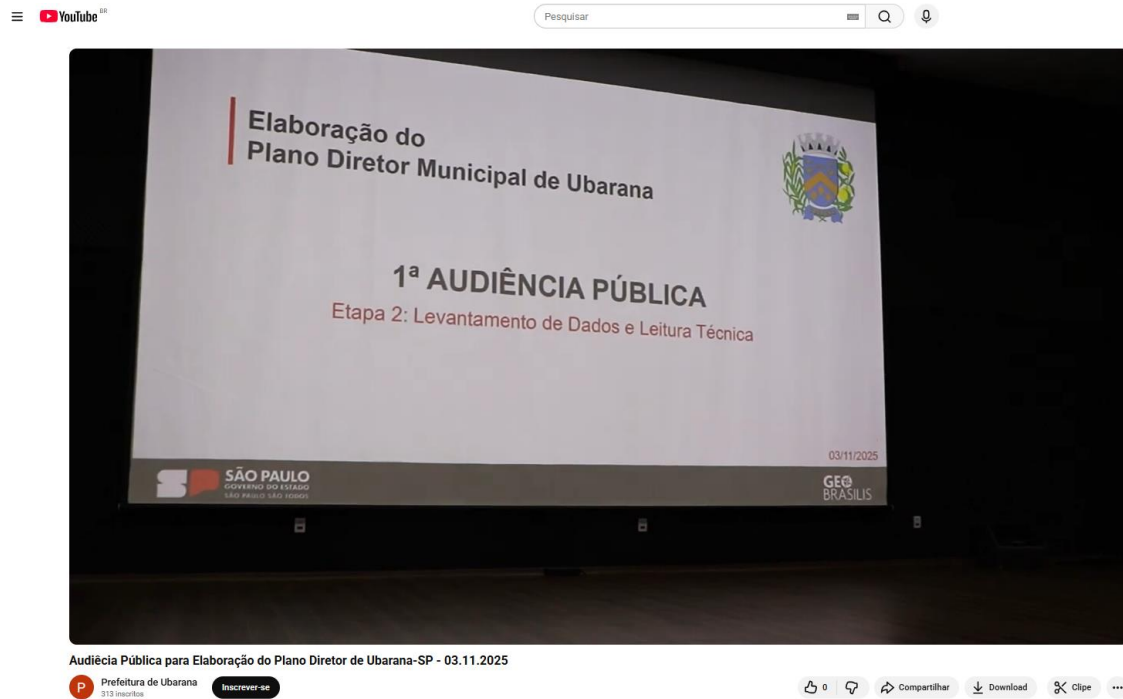 YouTube BR
Pesquisar
Elaboração do
Plano Diretor Municipal de Ubarana
1ª AUDIÊNCIA PÚBLICA
Etapa 2: Levantamento de Dados e Leitura Técnica
03/11/2025
SÃO PAULO
GOVERNO DO ESTADO
SÃO PAULO SÃO TODOS
GEO
BRASILIS
Audiêcia Pública para Elaboração do Plano Diretor de Ubarana-SP - 03.11.2025
P
Prefeitura de Ubarana
313 inscritos
Inscrever-se
0
Compartilhar
Download
Clipe